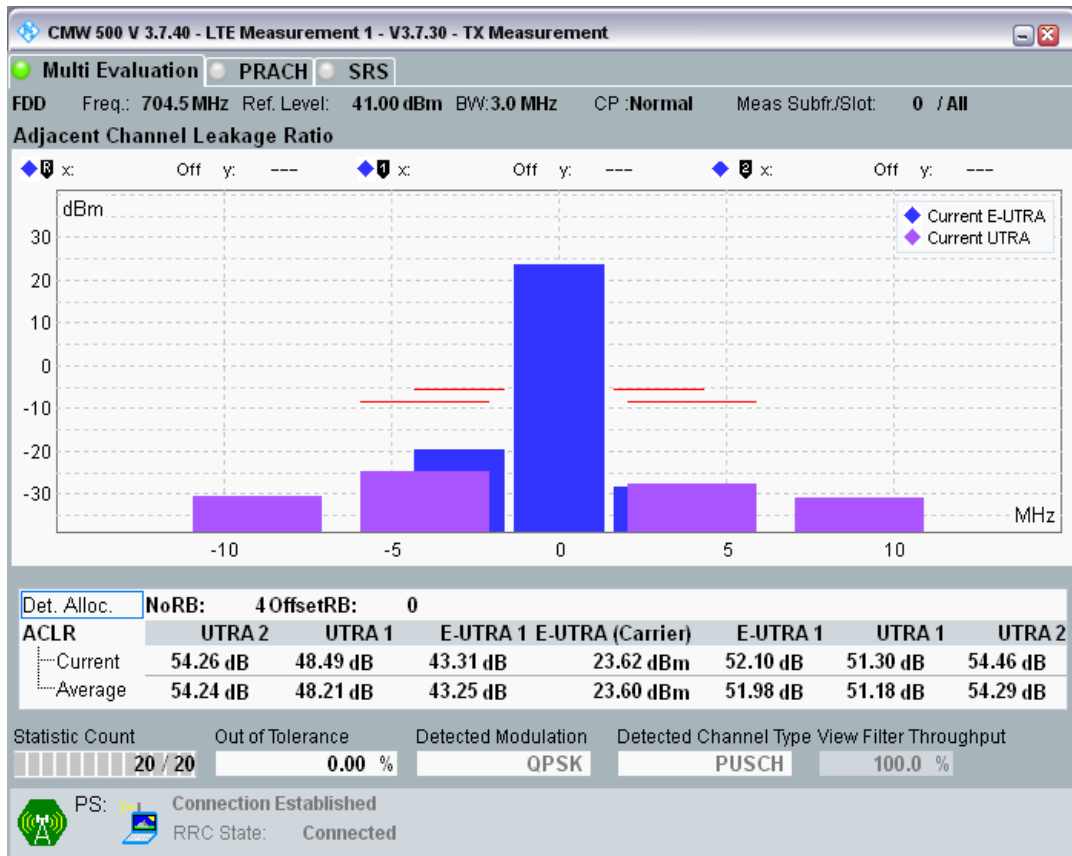 CMW 500 V 3.7.40 - LTE Measurement 1 - V3.7.30 - TX Measurement
Multi Evaluation PRACH SRS
FDD Freq.: 704.5 MHz Ref. Level: 41.00 dBm BW: 3.0 MHz CP : Normal Meas Subfr./Slot: 0 / All
Adjacent Channel Leakage Ratio
R x: Off y: --- 1 x: Off y: --- 2 x: Off y: ---
dBm
Current E-UTRA
Current UTRA
30
20
10
0
-10
-20
-30
MHz
-10 -5 0 5 10
Det. Alloc. NoRB: 4 OffsetRB: 0
ACLR UTRA 2 UTRA 1 E-UTRA 1 E-UTRA (Carrier) E-UTRA 1 UTRA 1 UTRA 2
Current 54.26 dB 48.49 dB 43.31 dB 23.62 dBm 52.10 dB 51.30 dB 54.46 dB
Average 54.24 dB 48.21 dB 43.25 dB 23.60 dBm 51.98 dB 51.18 dB 54.29 dB
Statistic Count Out of Tolerance Detected Modulation Detected Channel Type View Filter Throughput
20 / 20 0.00 % QPSK PUSCH 100.0 %
PS: Connection Established
RRC State: Connected